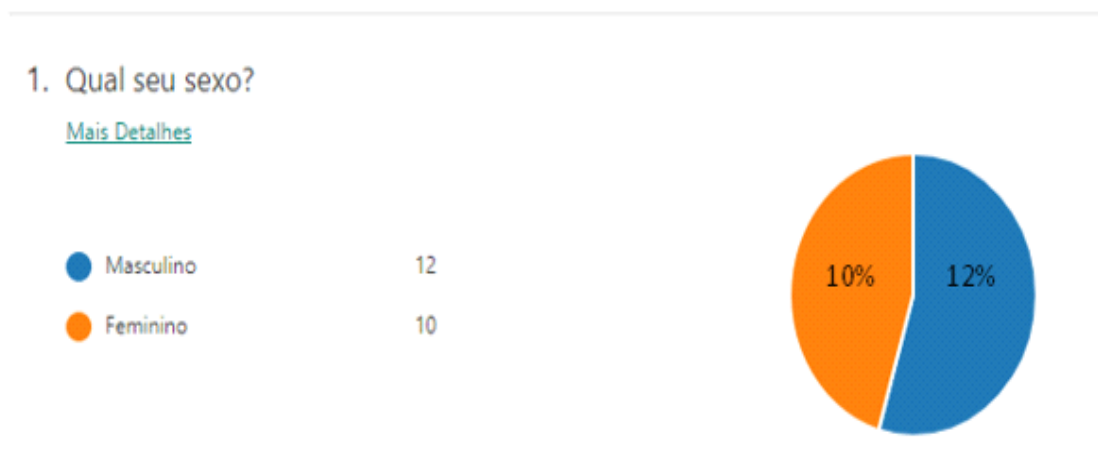 1. Qual seu sexo?
Mais Detalhes
Masculino 12
Feminino 10
10% 12%